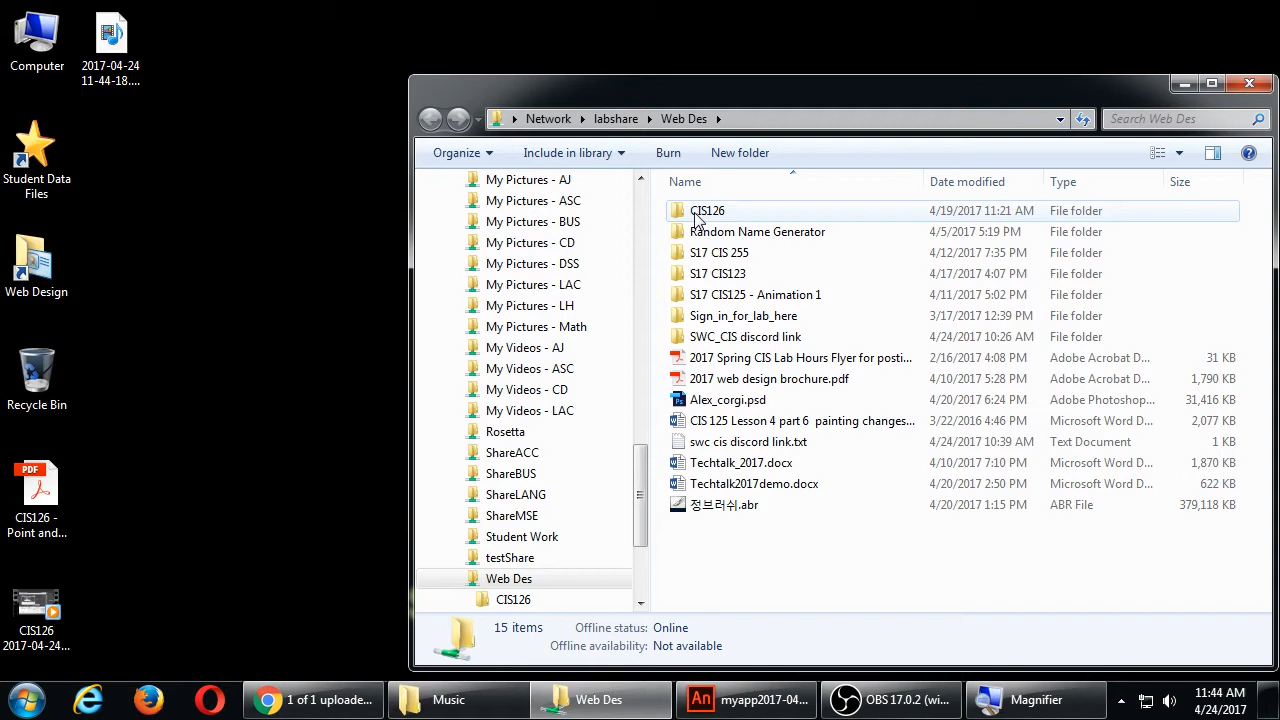 Computer
2017-04-24
11-44-18....
Student Data
Files
Web Design
Recycle Bin
PDF
CIS126 -
Point and...
CIS126
2017-04-24...
Network
labshare
Web Des
Search Web Des
Organize
Include in library
Burn
New folder
My Pictures - AJ
My Pictures - ASC
My Pictures - BUS
My Pictures - CD
My Pictures - DSS
My Pictures - LAC
My Pictures - LH
My Pictures - Math
My Videos - AJ
My Videos - ASC
My Videos - CD
My Videos - LAC
Rosetta
ShareACC
ShareBUS
ShareLANG
ShareMSE
Student Work
testShare
Web Des
CIS126
Name Date modified Type Size
CIS126 4/19/2017 11:21 AM File folder
Random Name Generator 4/5/2017 5:19 PM File folder
S17 CIS 255 4/12/2017 7:35 PM File folder
S17 CIS123 4/17/2017 4:07 PM File folder
S17 CIS125 - Animation 1 4/11/2017 5:02 PM File folder
Sign_in_for_lab_here 3/17/2017 12:39 PM File folder
SWC_CIS discord link 4/24/2017 10:26 AM File folder
2017 Spring CIS Lab Hours Flyer for posti... 2/16/2017 4:08 PM Adobe Acrobat D... 31 KB
2017 web design brochure.pdf 4/10/2017 5:28 PM Adobe Acrobat D... 1,790 KB
Alex_corgi.psd 4/20/2017 6:24 PM Adobe Photoshop... 31,416 KB
CIS 125 Lesson 4 part 6  painting changes... 3/22/2016 4:46 PM Microsoft Word D... 2,077 KB
swc cis discord link.txt 4/24/2017 10:39 AM Text Document 1 KB
Techtalk_2017.docx 4/10/2017 7:10 PM Microsoft Word D... 1,870 KB
Techtalk2017demo.docx 4/20/2017 2:50 PM Microsoft Word D... 622 KB
정브러쉬.abr 4/20/2017 1:15 PM ABR File 379,118 KB
15 items
Offline status: Online
Offline availability: Not available
1 of 1 uploade...
Music
Web Des
An
myapp2017-04...
OBS 17.0.2 (wi...
Magnifier
11:44 AM
4/24/2017